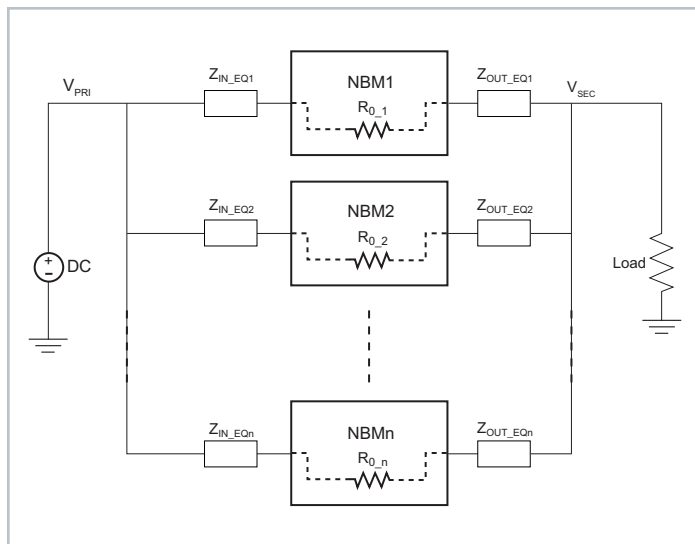 V_PRI
Z_IN_EQ1
NBM1
R_0_1
Z_OUT_EQ1
V_SEC
Z_IN_EQ2
NBM2
R_0_2
Z_OUT_EQ2
+
DC
Load
Z_IN_EQn
NBMn
R_0_n
Z_OUT_EQn